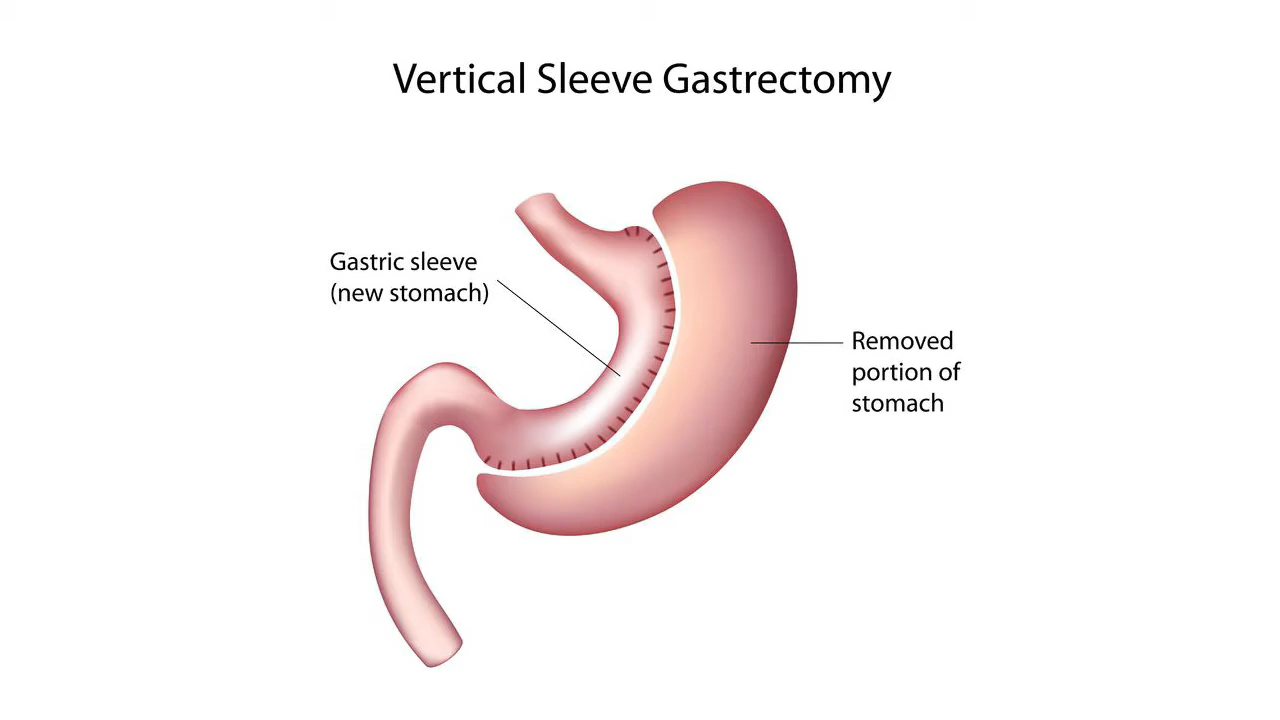 Vertical Sleeve Gastrectomy
Gastric sleeve
(new stomach)
Removed
portion of
stomach